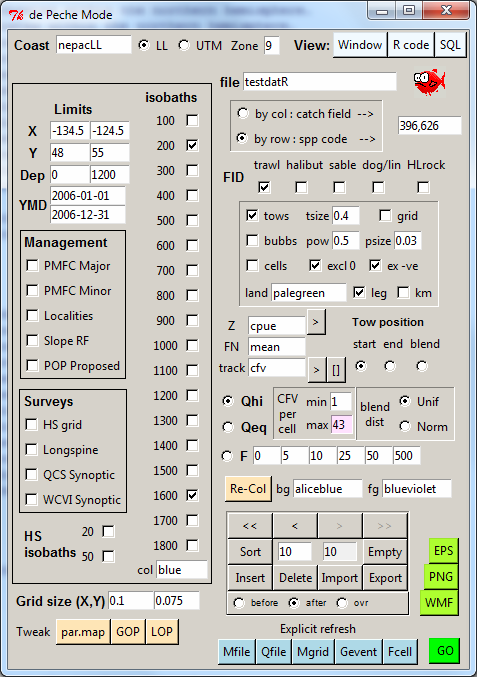 de Peche Mode
Coast nepacLL LL UTM Zone 9 View: Window R code SQL
file testdatR
Limits
X -134.5 -124.5
Y 48 55
Dep 0 1200
YMD 2006-01-01
2006-12-31
Management
PMFC Major
PMFC Minor
Localities
Slope RF
POP Proposed
Surveys
HS grid
Longspine
QCS Synoptic
WCVI Synoptic
HS isobaths 20
50
isobaths
100
200
300
400
500
600
700
800
900
1000
1100
1200
1300
1400
1500
1600
1700
1800
col blue
Grid size (X,Y) 0.1 0.075
Tweak par.map GOP LOP
by col : catch field -->
by row : spp code -->
396,626
trawl halibut sable dog/lin HLrock
FID
tows tsize 0.4 grid
bubbs pow 0.5 psize 0.03
cells excl 0 ex -ve
land palegreen leg km
Z cpue >
FN mean
track cfv > []
Tow position
start end blend
Qhi
Qeq
CFV per cell
min 1
max 43
blend dist
Unif
Norm
F 0 5 10 25 50 500
Re-Col bg aliceblue fg blueviolet
<< < > >>
Sort 10 10 Empty
Insert Delete Import Export
before after ovr
EPS
PNG
WMF
Explicit refresh
Mfile Qfile Mgrid Gevent Fcell GO